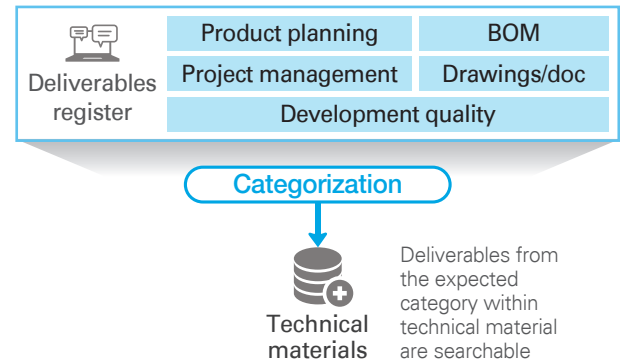 Deliverables
register
Product planning
BOM
Project management
Drawings/doc
Development quality
Categorization
Technical
materials
Deliverables from
the expected
category within
technical material
are searchable